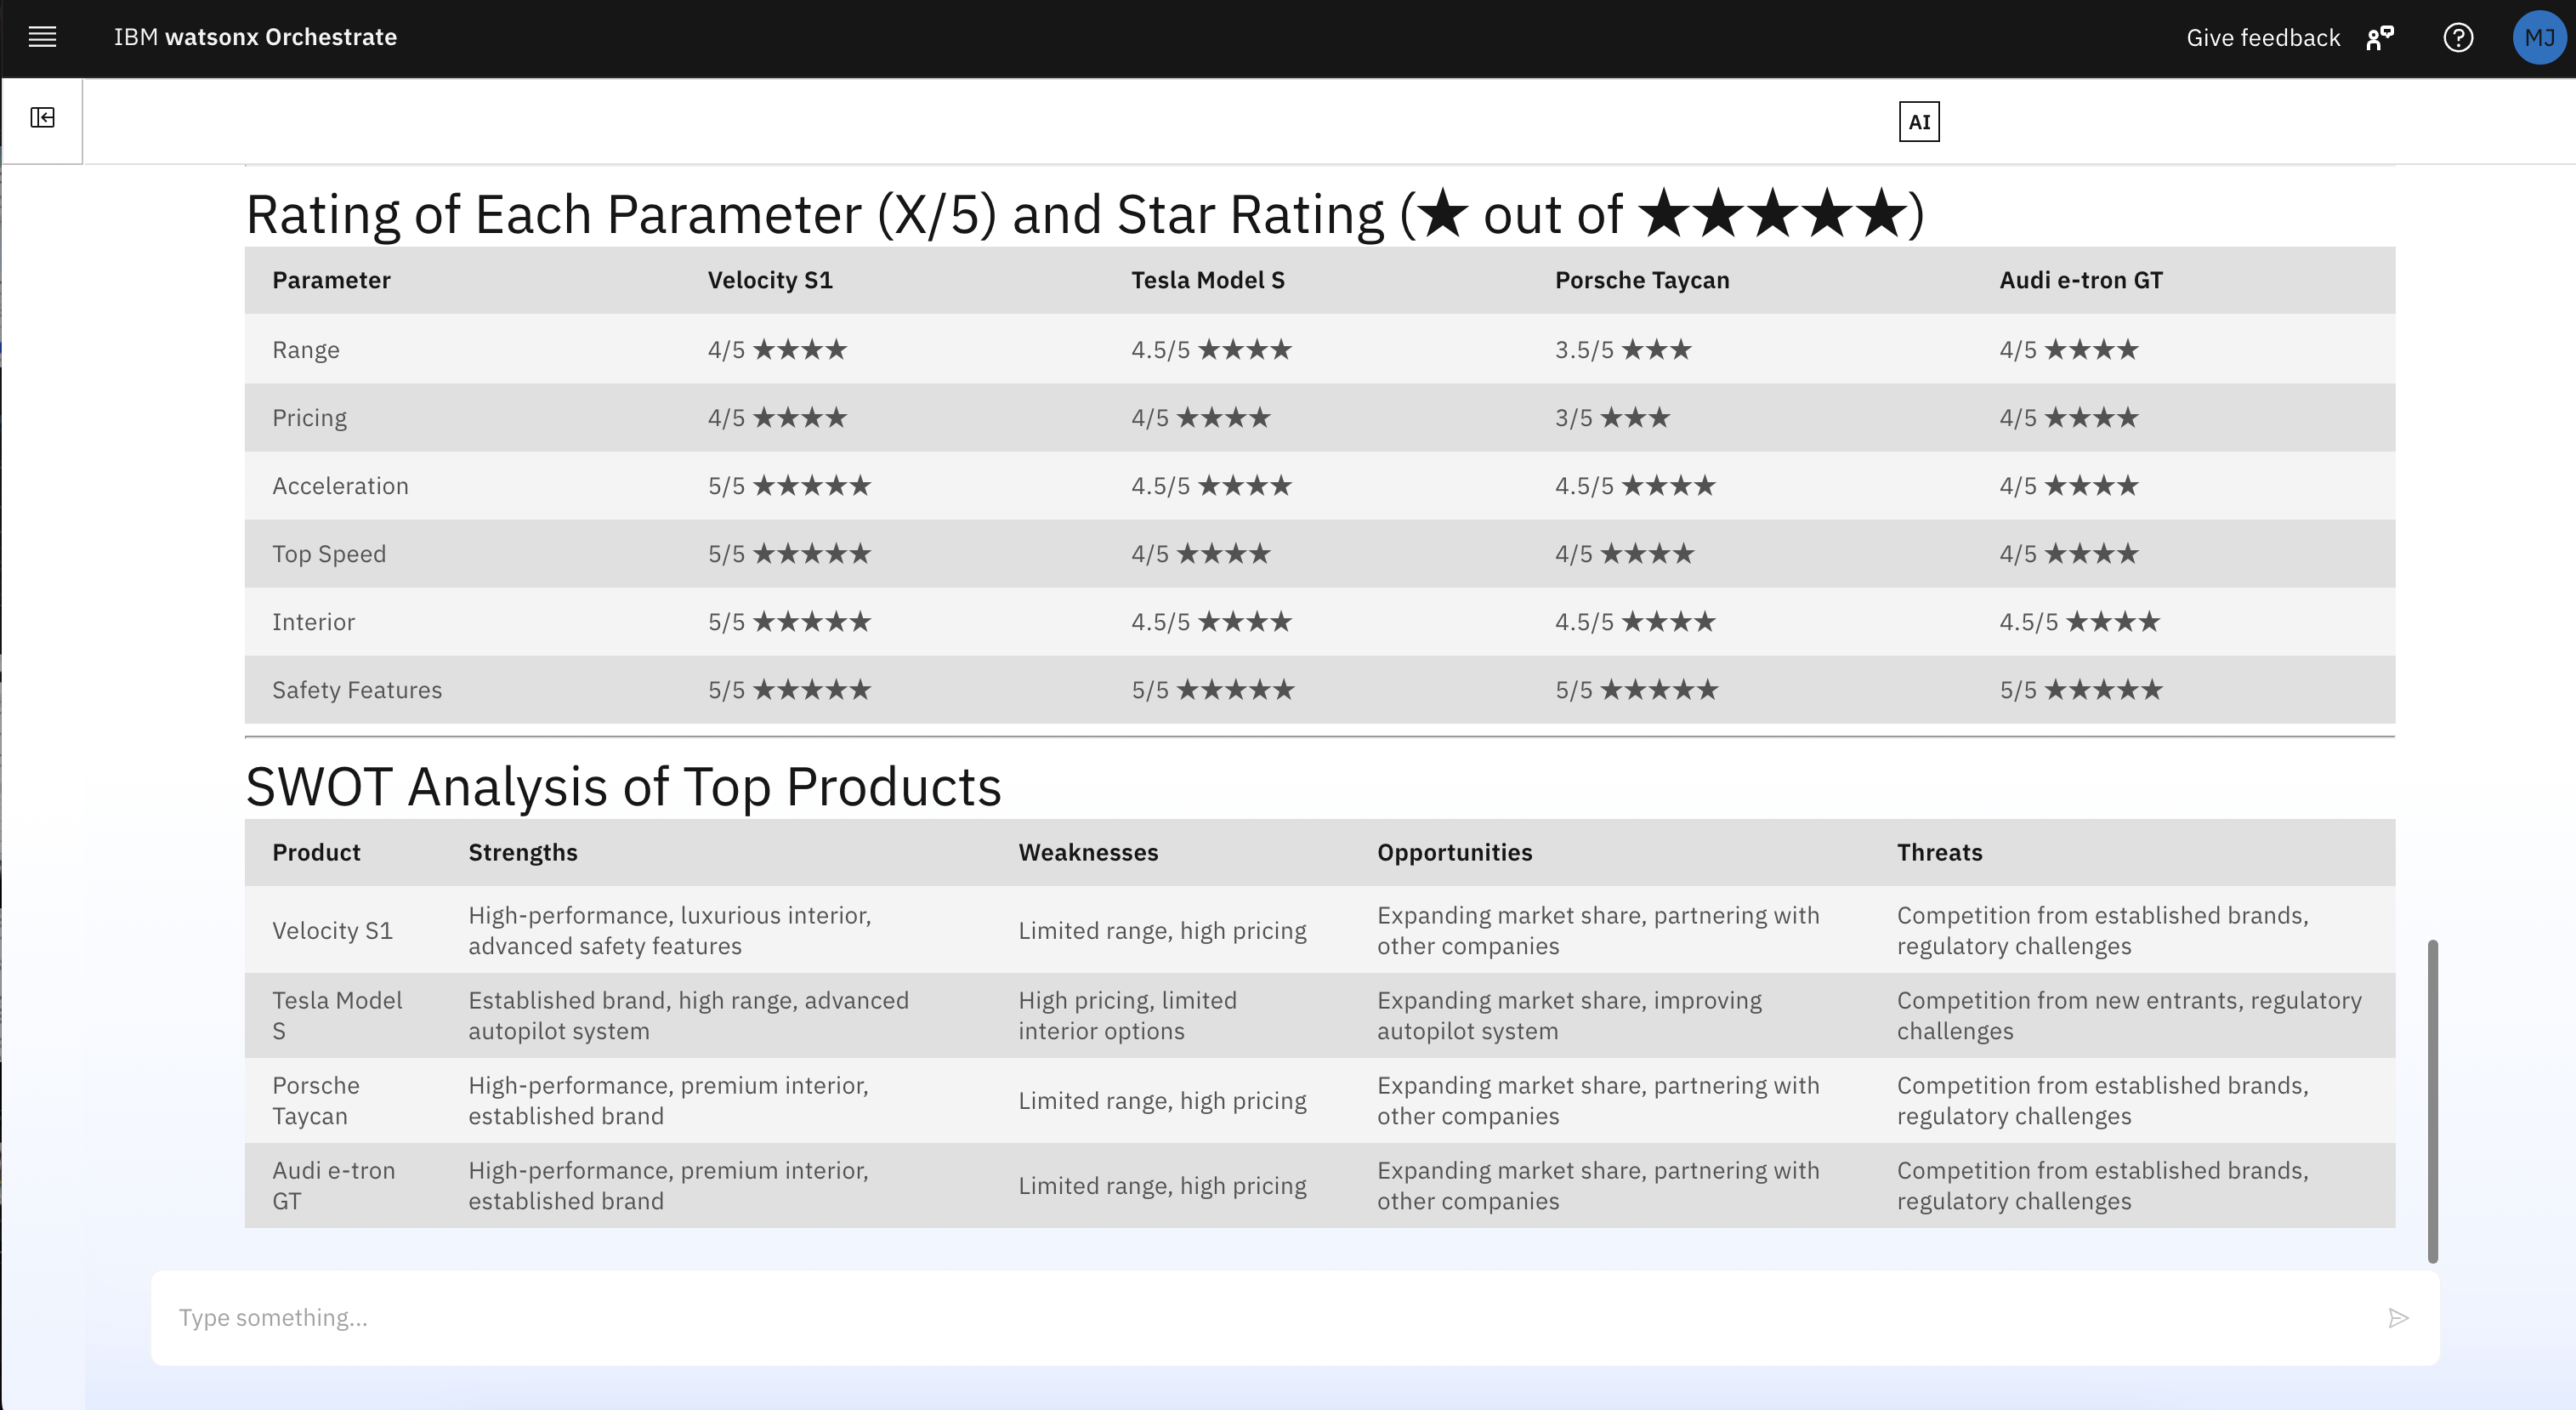 IBM watsonx Orchestrate
Give feedback
MJ
AI
Rating of Each Parameter (X/5) and Star Rating (★ out of ★★★★★)
Parameter Velocity S1 Tesla Model S Porsche Taycan Audi e-tron GT
Range 4/5 ★★★★ 4.5/5 ★★★★ 3.5/5 ★★★ 4/5 ★★★★
Pricing 4/5 ★★★★ 4/5 ★★★★ 3/5 ★★★ 4/5 ★★★★
Acceleration 5/5 ★★★★★ 4.5/5 ★★★★ 4.5/5 ★★★★ 4/5 ★★★★
Top Speed 5/5 ★★★★★ 4/5 ★★★★ 4/5 ★★★★ 4/5 ★★★★
Interior 5/5 ★★★★★ 4.5/5 ★★★★ 4.5/5 ★★★★ 4.5/5 ★★★★
Safety Features 5/5 ★★★★★ 5/5 ★★★★★ 5/5 ★★★★★ 5/5 ★★★★★
SWOT Analysis of Top Products
Product Strengths Weaknesses Opportunities Threats
Velocity S1
High-performance, luxurious interior,
advanced safety features
Limited range, high pricing
Expanding market share, partnering with
other companies
Competition from established brands,
regulatory challenges
Tesla Model
S
Established brand, high range, advanced
autopilot system
High pricing, limited
interior options
Expanding market share, improving
autopilot system
Competition from new entrants, regulatory
challenges
Porsche
Taycan
High-performance, premium interior,
established brand
Limited range, high pricing
Expanding market share, partnering with
other companies
Competition from established brands,
regulatory challenges
Audi e-tron
GT
High-performance, premium interior,
established brand
Limited range, high pricing
Expanding market share, partnering with
other companies
Competition from established brands,
regulatory challenges
Type something...